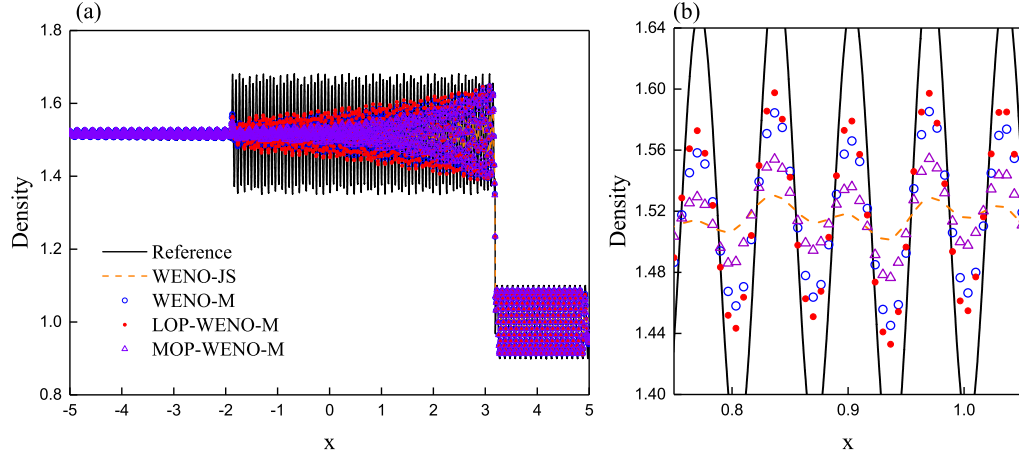 (a)
1.8
1.6
1.4
1.2
1.0
0.8
Density
Reference
WENO-JS
WENO-M
LOP-WENO-M
MOP-WENO-M
-5 -4 -3 -2 -1 0 1 2 3 4 5
x
(b)
1.64
1.60
1.56
1.52
1.48
1.44
1.40
Density
0.8 0.9 1.0
x